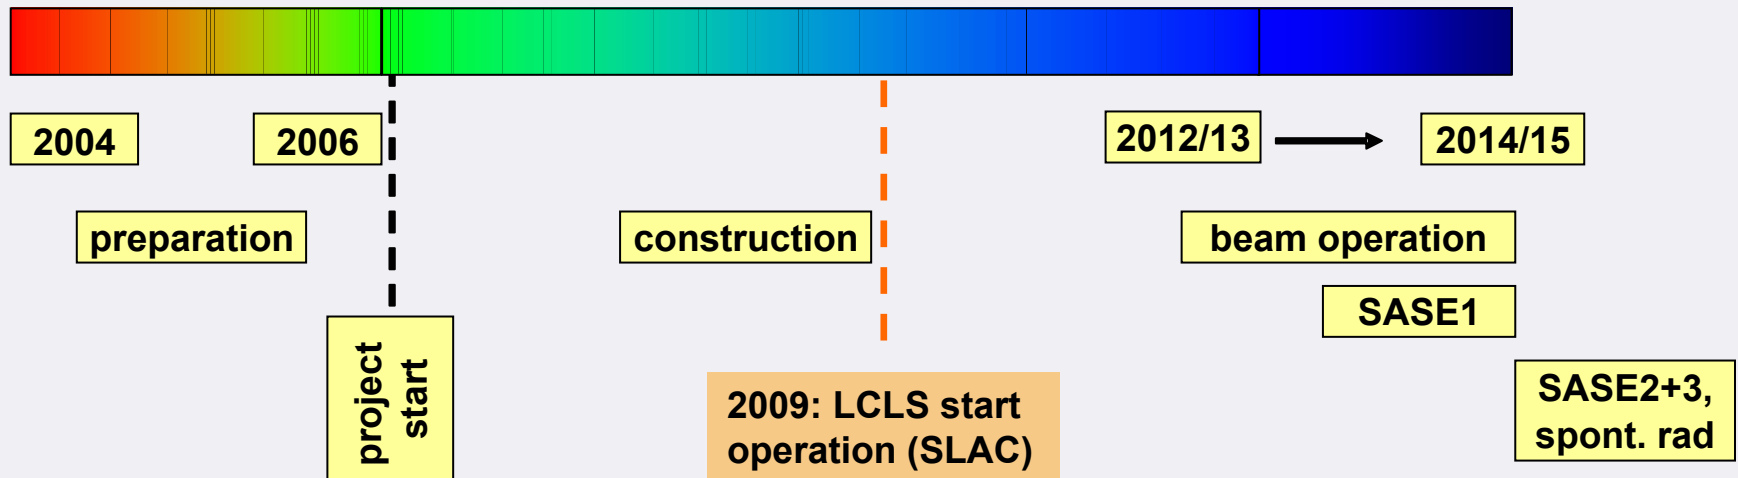 2004
2006
2012/13
2014/15
preparation
construction
beam operation
SASE1
project
start
2009: LCLS start
operation (SLAC)
SASE2+3,
spont. rad